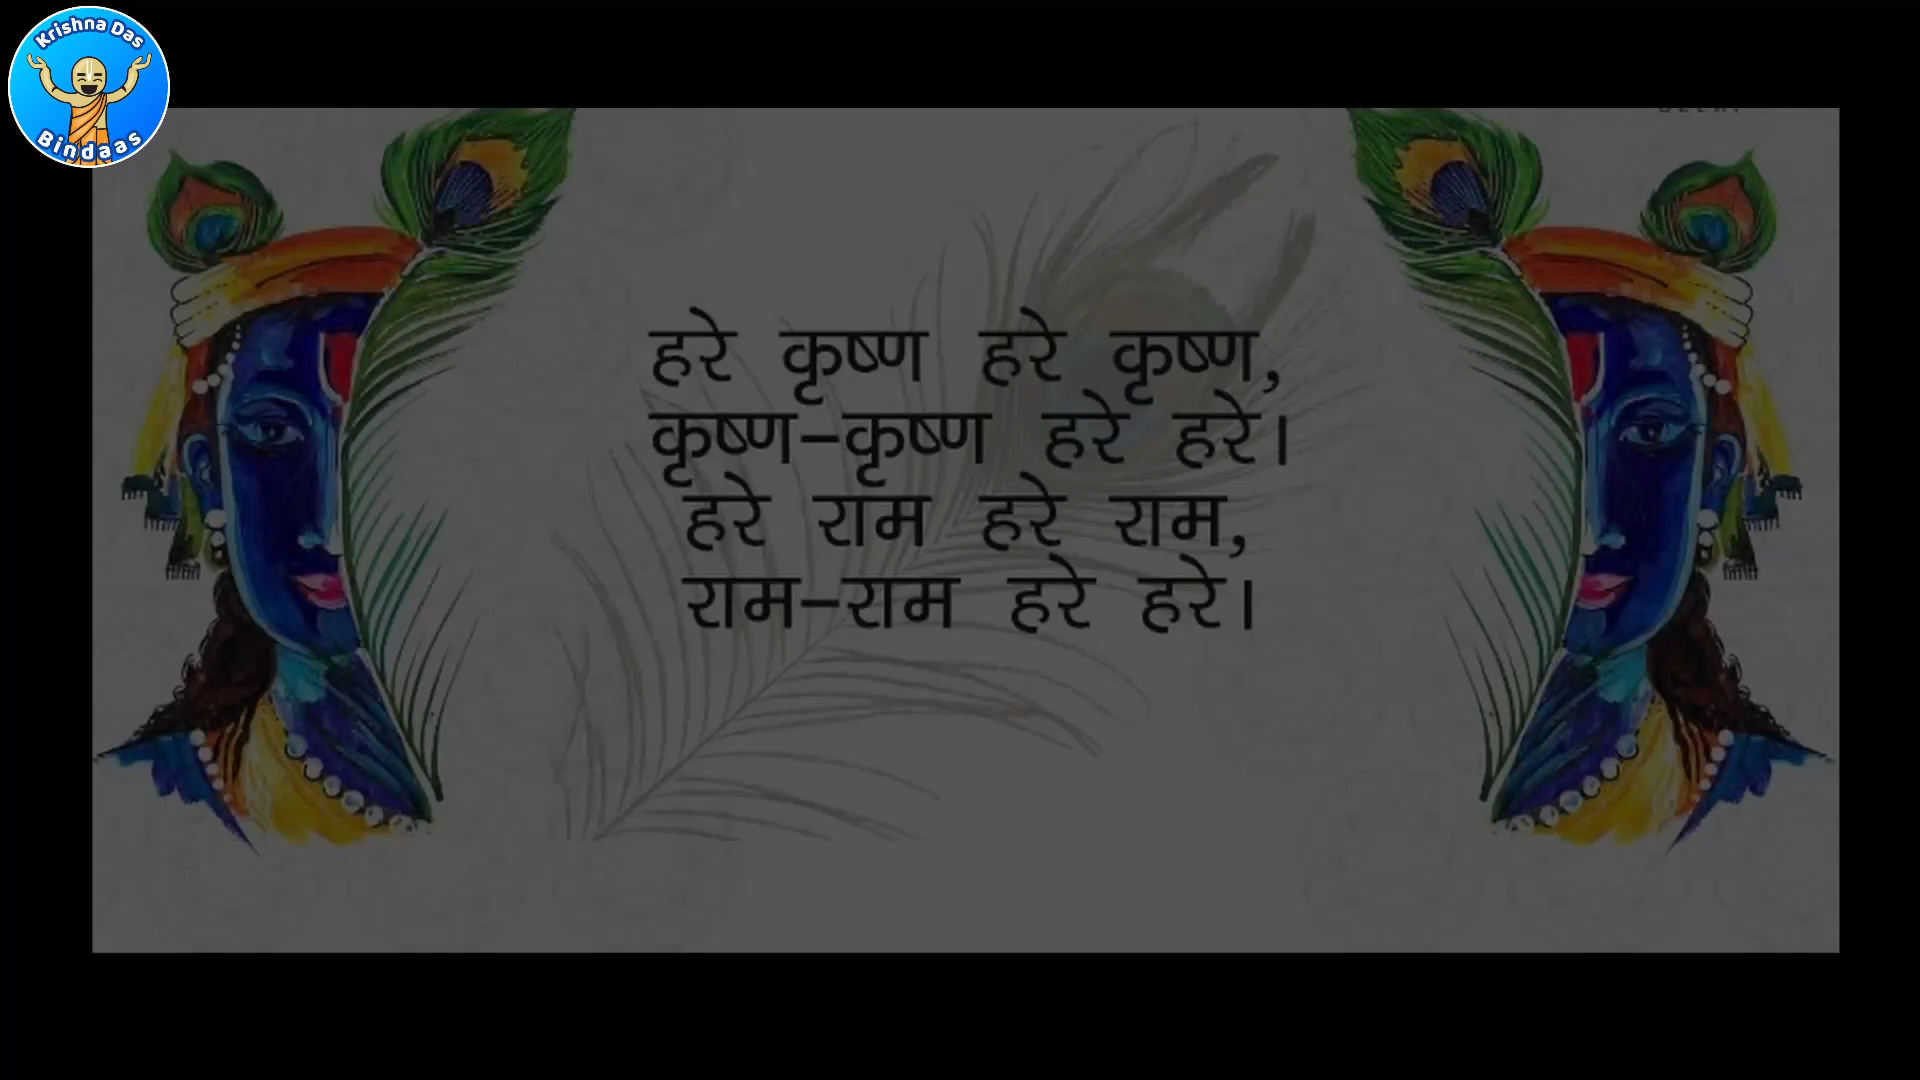 Krishna Das
Bindaas
हरे कृष्ण हरे कृष्ण,
कृष्ण-कृष्ण हरे हरे।
हरे राम हरे राम,
राम-राम हरे हरे।